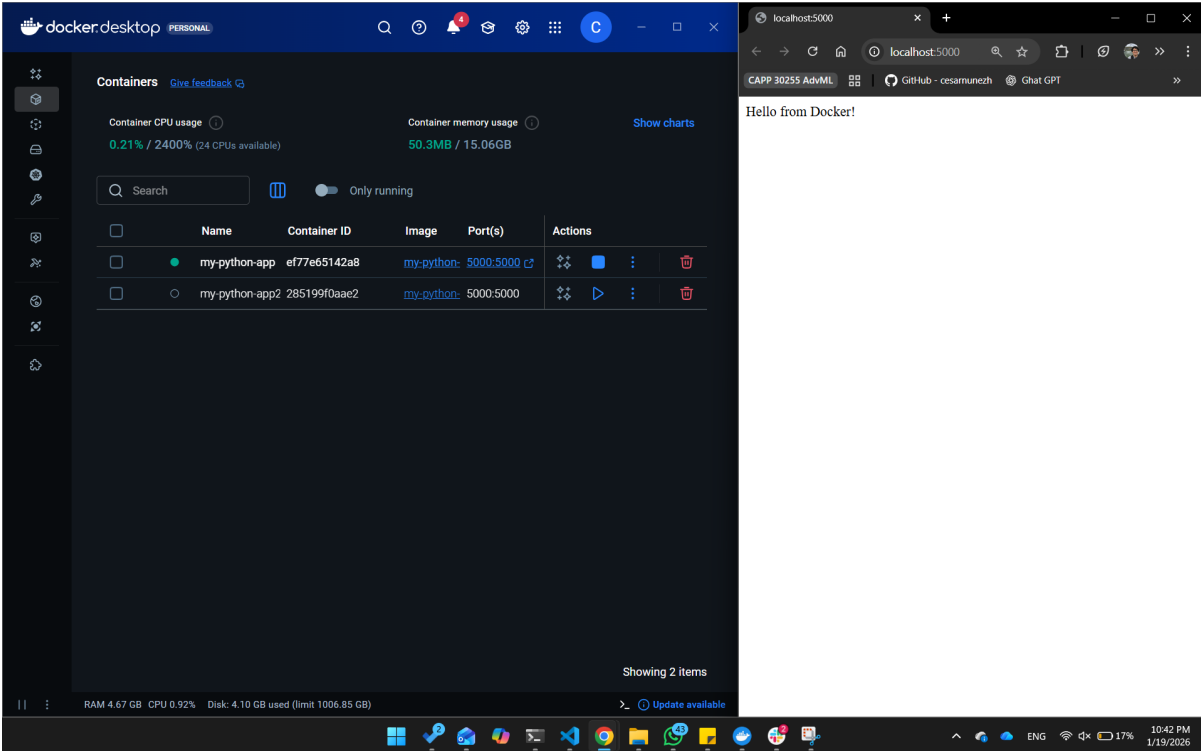 docker.desktop PERSONAL
4
C
Containers Give feedback
Container CPU usage
0.21% / 2400% (24 CPUs available)
Container memory usage
50.3MB / 15.06GB
Show charts
Search
Only running
Name Container ID Image Port(s) Actions
my-python-app ef77e65142a8 my-python- 5000:5000
my-python-app2 285199f0aae2 my-python- 5000:5000
Showing 2 items
RAM 4.67 GB CPU 0.92% Disk: 4.10 GB used (limit 1006.85 GB)
Update available
localhost:5000
localhost:5000
CAPP 30255 AdvML
GitHub - cesarnunezh
Ghat GPT
Hello from Docker!
2
43
2
ENG
17%
10:42 PM
1/19/2026